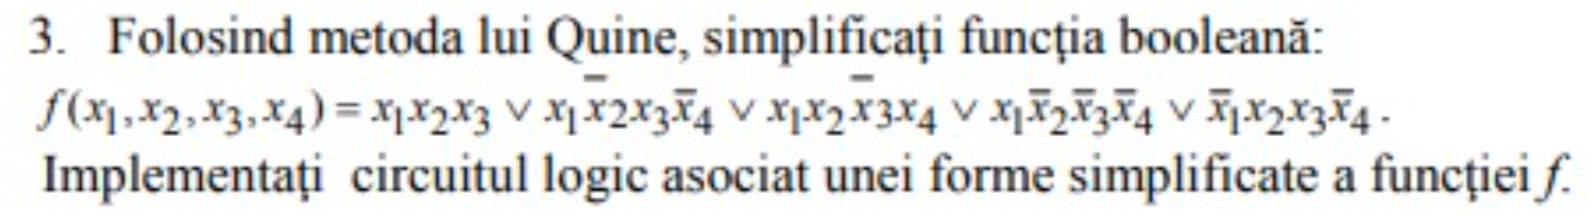 3. Folosind metoda lui Quine, simplificați funcția booleană:
f(x₁,x₂,x₃,x₄) = x₁x₂x₃ ∨ x₁x̅₂x₃x̅₄ ∨ x₁x₂x̅₃x₄ ∨ x₁x̅₂x̅₃x̅₄ ∨ x̅₁x₂x₃x̅₄.
Implementați circuitul logic asociat unei forme simplificate a funcției f.